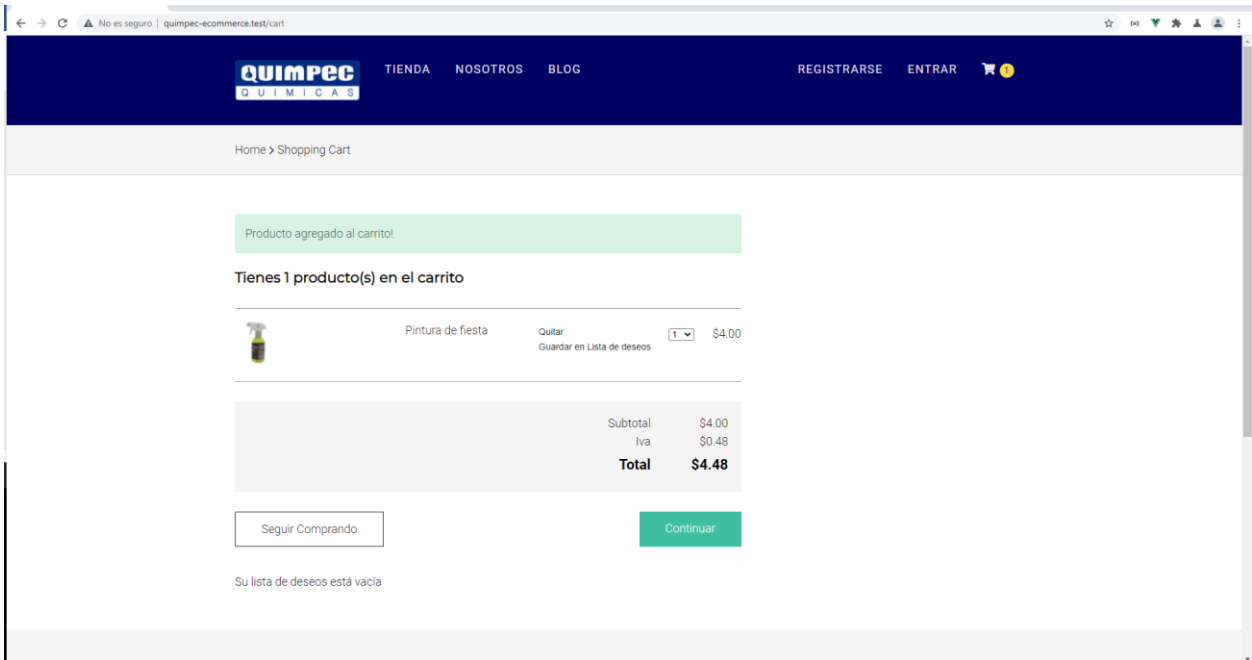 No es seguro | quimpec-ecommerce.test/cart
QUIMPEC
QUIMICAS
TIENDA NOSOTROS BLOG REGISTRARSE ENTRAR 1
Home > Shopping Cart
Producto agregado al carrito!
Tienes 1 producto(s) en el carrito
Pintura de fiesta Quitar 1 $4.00
Guardar en Lista de deseos
Subtotal $4.00
Iva $0.48
Total $4.48
Seguir Comprando Continuar
Su lista de deseos está vacía